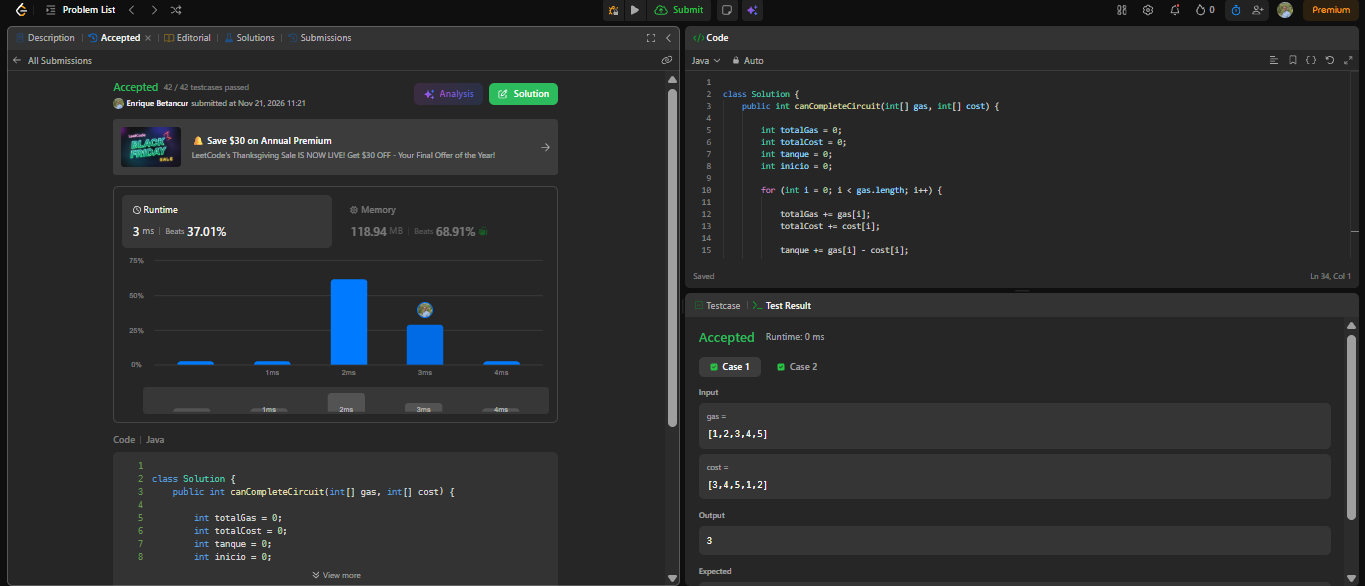 Problem List
Submit
0
Premium
Description
Accepted
Editorial
Solutions
Submissions
All Submissions
Accepted 42 / 42 testcases passed
Enrique Betancur submitted at Nov 21, 2026 11:21
Analysis
Solution
LeetCode
BLACK
FRIDAY
SALE
Save $30 on Annual Premium
LeetCode's Thanksgiving Sale IS NOW LIVE! Get $30 OFF - Your Final Offer of the Year!
Runtime
3 ms | Beats 37.01%
Memory
118.94 MB | Beats 68.91%
75%
50%
25%
0%
1ms 2ms 3ms 4ms
1ms 2ms 3ms 4ms
Code | Java
1
2 class Solution {
3 public int canCompleteCircuit(int[] gas, int[] cost) {
4
5 int totalGas = 0;
6 int totalCost = 0;
7 int tanque = 0;
8 int inicio = 0;
View more
</> Code
Java
Auto
1
2 class Solution {
3 public int canCompleteCircuit(int[] gas, int[] cost) {
4
5 int totalGas = 0;
6 int totalCost = 0;
7 int tanque = 0;
8 int inicio = 0;
9
10 for (int i = 0; i < gas.length; i++) {
11
12 totalGas += gas[i];
13 totalCost += cost[i];
14
15 tanque += gas[i] - cost[i];
Saved
Ln 34, Col 1
Testcase
Test Result
Accepted Runtime: 0 ms
Case 1
Case 2
Input
gas =
[1,2,3,4,5]
cost =
[3,4,5,1,2]
Output
3
Expected